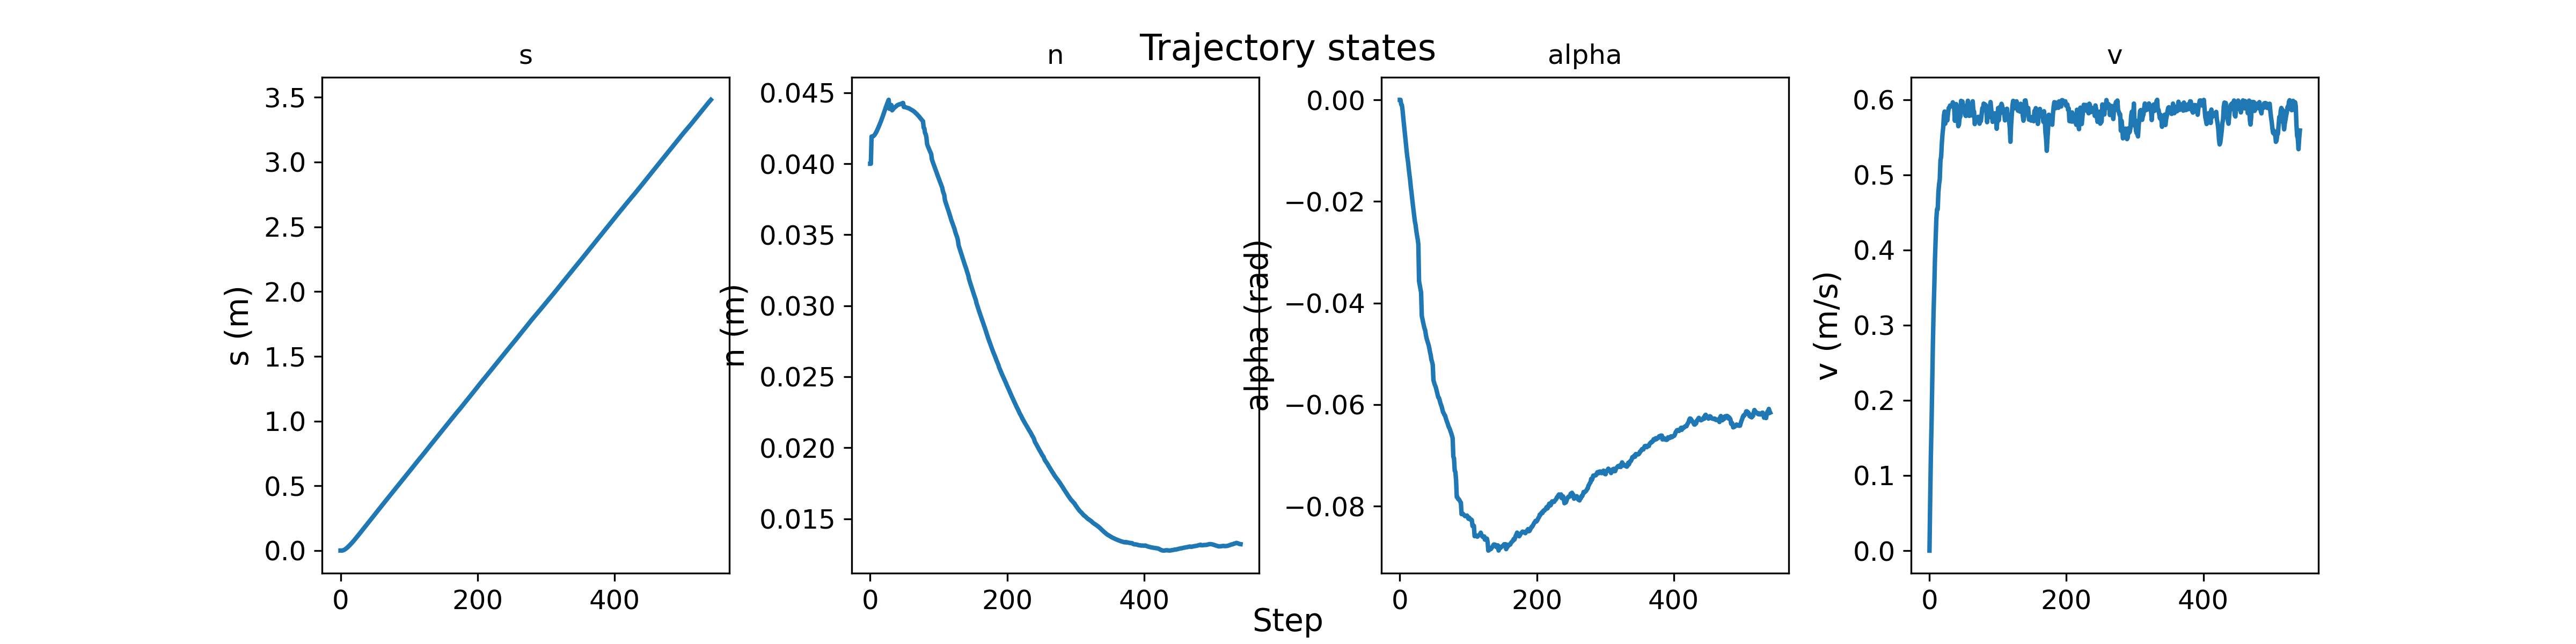 Trajectory states
s
s (m)
3.5
3.0
2.5
2.0
1.5
1.0
0.5
0.0
0 200 400
n
n (m)
0.045
0.040
0.035
0.030
0.025
0.020
0.015
0 200 400
alpha
alpha (rad)
0.00
−0.02
−0.04
−0.06
−0.08
0 200 400
v
v (m/s)
0.6
0.5
0.4
0.3
0.2
0.1
0.0
0 200 400
Step